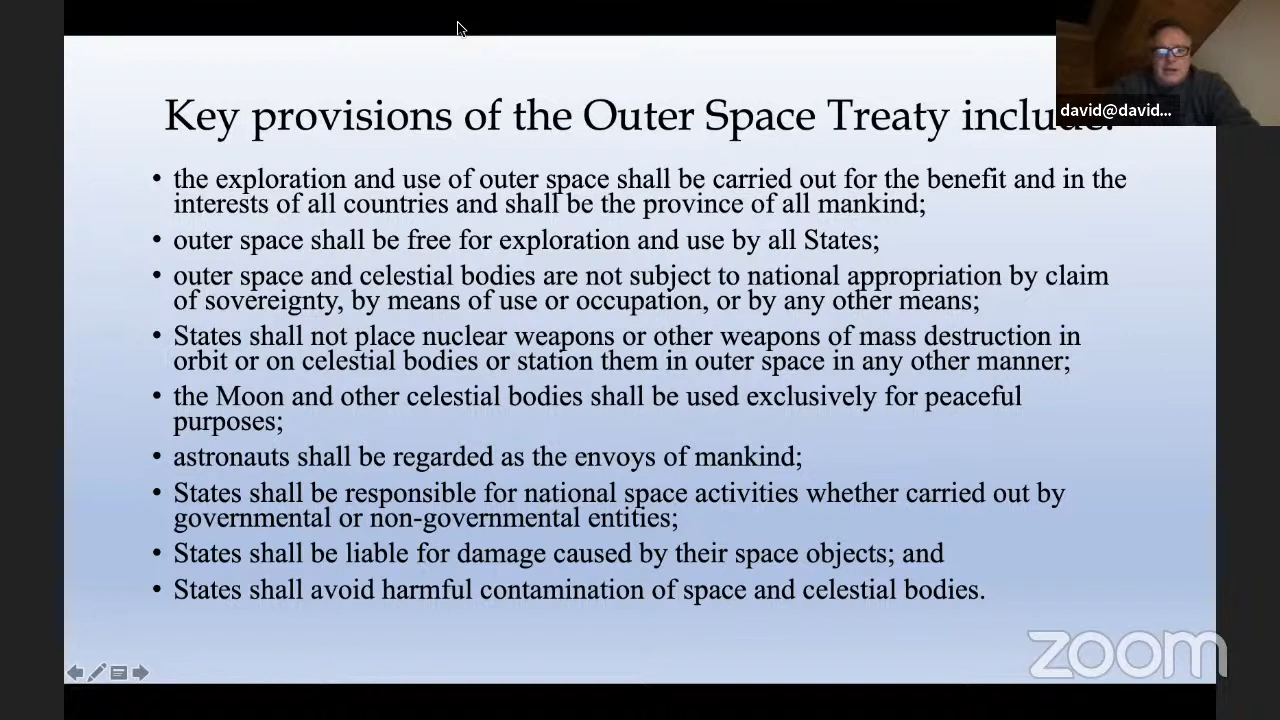 Key provisions of the Outer Space Treaty include:
david@david...
• the exploration and use of outer space shall be carried out for the benefit and in the
interests of all countries and shall be the province of all mankind;
• outer space shall be free for exploration and use by all States;
• outer space and celestial bodies are not subject to national appropriation by claim
of sovereignty, by means of use or occupation, or by any other means;
• States shall not place nuclear weapons or other weapons of mass destruction in
orbit or on celestial bodies or station them in outer space in any other manner;
• the Moon and other celestial bodies shall be used exclusively for peaceful
purposes;
• astronauts shall be regarded as the envoys of mankind;
• States shall be responsible for national space activities whether carried out by
governmental or non-governmental entities;
• States shall be liable for damage caused by their space objects; and
• States shall avoid harmful contamination of space and celestial bodies.
zoom